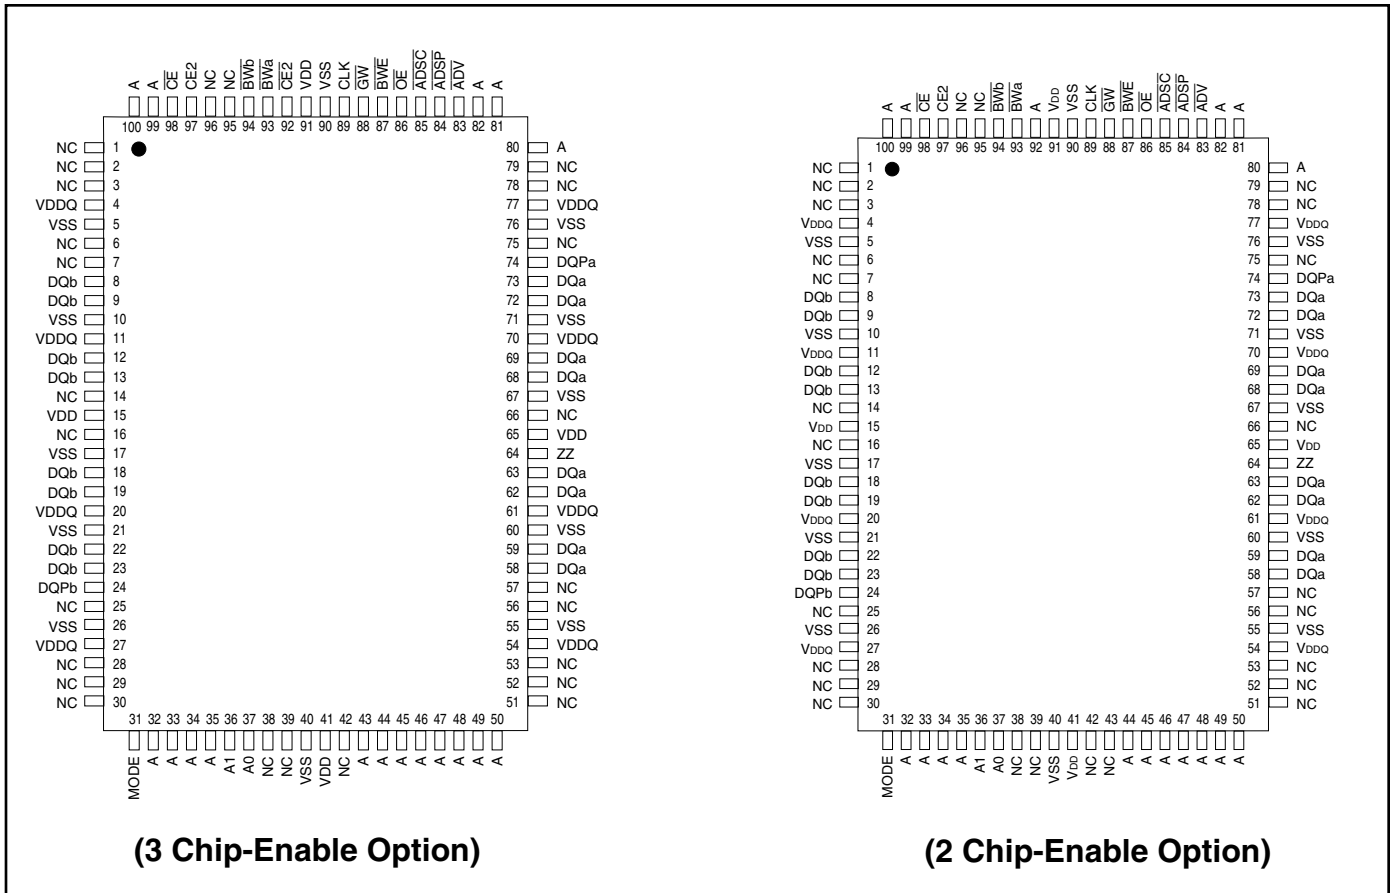 A A CE CE2 NC NC BWb BWa CE2 VDD VSS CLK GW BWE OE ADSC ADSP ADV A A
100 99 98 97 96 95 94 93 92 91 90 89 88 87 86 85 84 83 82 81
NC 1 80 A
NC 2 79 NC
NC 3 78 NC
VDDQ 4 77 VDDQ
VSS 5 76 VSS
NC 6 75 NC
NC 7 74 DQPa
DQb 8 73 DQa
DQb 9 72 DQa
VSS 10 71 VSS
VDDQ 11 70 VDDQ
DQb 12 69 DQa
DQb 13 68 DQa
NC 14 67 VSS
VDD 15 66 NC
NC 16 65 VDD
VSS 17 64 ZZ
DQb 18 63 DQa
DQb 19 62 DQa
VDDQ 20 61 VDDQ
VSS 21 60 VSS
DQb 22 59 DQa
DQb 23 58 DQa
DQPb 24 57 NC
NC 25 56 NC
VSS 26 55 VSS
VDDQ 27 54 VDDQ
NC 28 53 NC
NC 29 52 NC
NC 30 51 NC
31 32 33 34 35 36 37 38 39 40 41 42 43 44 45 46 47 48 49 50
MODE A A A A A1 A0 NC NC VSS VDD NC A A A A A A A A
(3 Chip-Enable Option)
A A CE CE2 NC NC BWb BWa A VDD VSS CLK GW BWE OE ADSC ADSP ADV A A
100 99 98 97 96 95 94 93 92 91 90 89 88 87 86 85 84 83 82 81
NC 1 80 A
NC 2 79 NC
NC 3 78 NC
VDDQ 4 77 VDDQ
VSS 5 76 VSS
NC 6 75 NC
NC 7 74 DQPa
DQb 8 73 DQa
DQb 9 72 DQa
VSS 10 71 VSS
VDDQ 11 70 VDDQ
DQb 12 69 DQa
DQb 13 68 DQa
NC 14 67 VSS
VDD 15 66 NC
NC 16 65 VDD
VSS 17 64 ZZ
DQb 18 63 DQa
DQb 19 62 DQa
VDDQ 20 61 VDDQ
VSS 21 60 VSS
DQb 22 59 DQa
DQb 23 58 DQa
DQPb 24 57 NC
NC 25 56 NC
VSS 26 55 VSS
VDDQ 27 54 VDDQ
NC 28 53 NC
NC 29 52 NC
NC 30 51 NC
31 32 33 34 35 36 37 38 39 40 41 42 43 44 45 46 47 48 49 50
MODE A A A A A1 A0 NC NC VSS VDD NC NC A A A A A A A
(2 Chip-Enable Option)